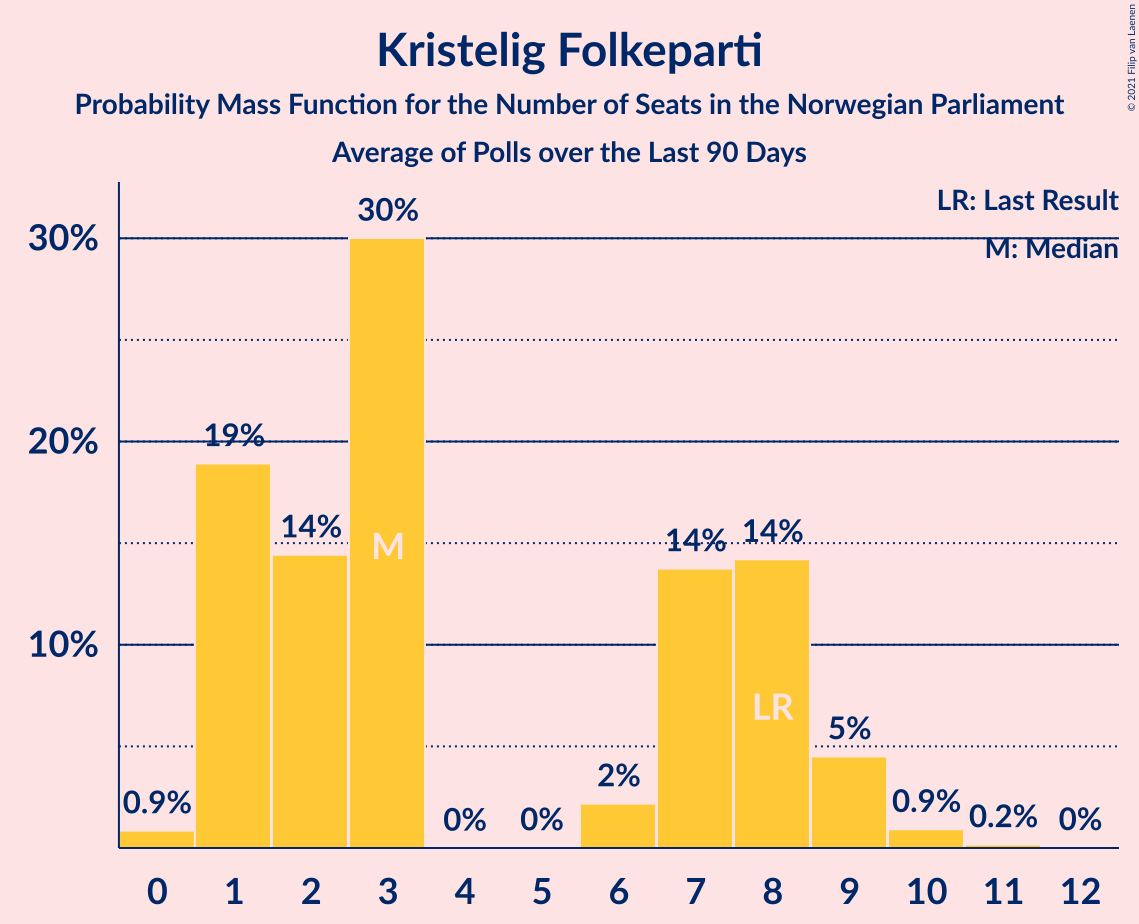 Kristelig Folkeparti
Probability Mass Function for the Number of Seats in the Norwegian Parliament
Average of Polls over the Last 90 Days
© 2021 Filip van Laenen
LR: Last Result
M: Median
30%
20%
10%
0.9%
19%
14%
30%
0%
0%
2%
14%
14%
5%
0.9%
0.2%
0%
M
LR
0 1 2 3 4 5 6 7 8 9 10 11 12